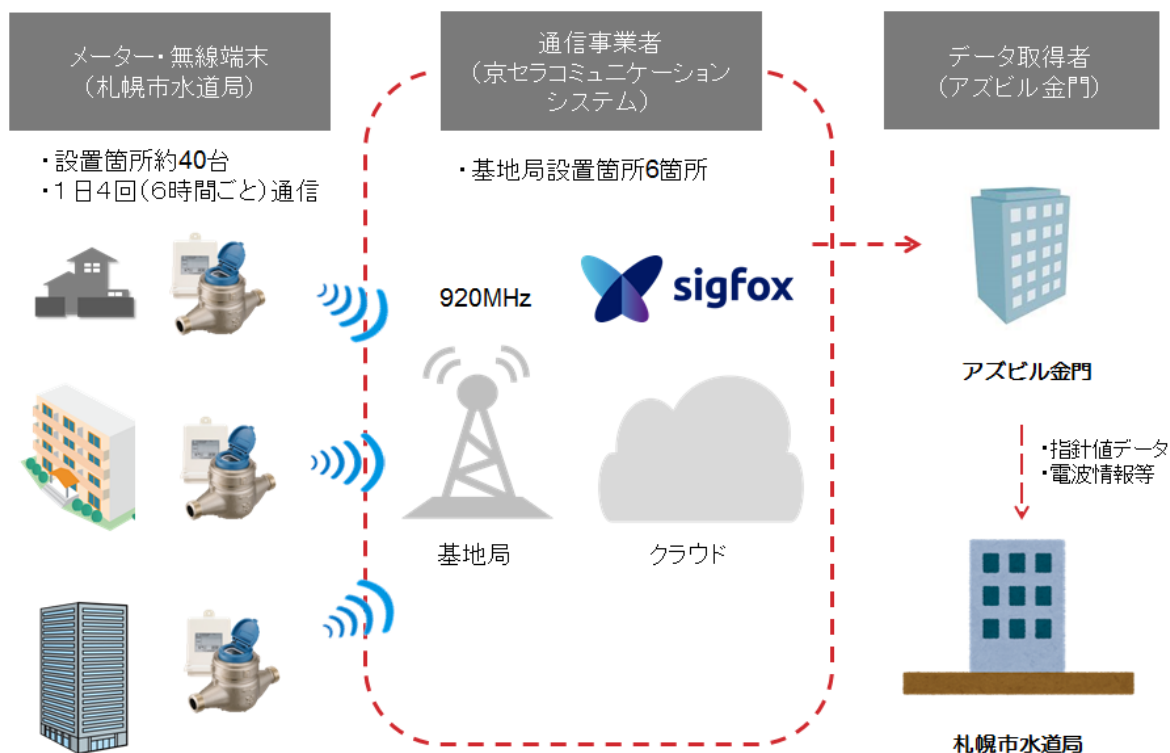 メーター・無線端末
（札幌市水道局）
通信事業者
（京セラコミュニケーション
システム）
データ取得者
（アズビル金門）
・設置箇所約40台
・１日４回（６時間ごと）通信
・基地局設置箇所6箇所
920MHz
sigfox
基地局
クラウド
アズビル金門
・指針値データ
・電波情報等
札幌市水道局